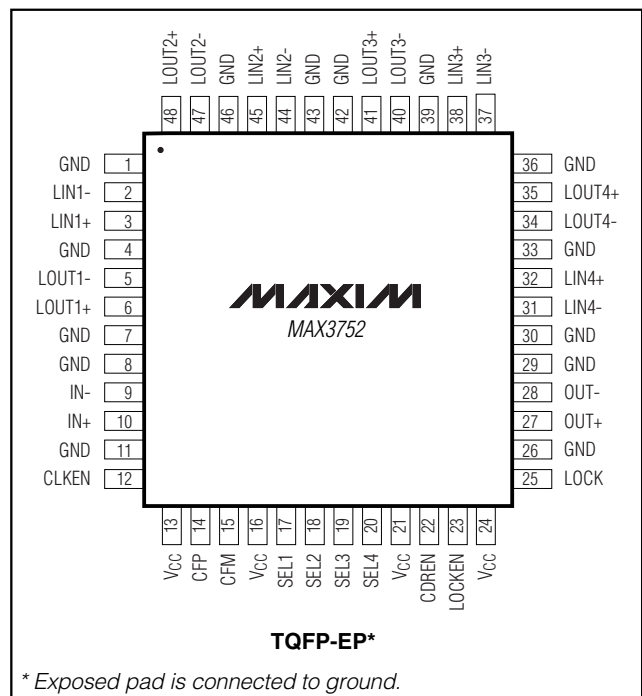 LOUT2+ LOUT2- GND LIN2+ LIN2- GND GND LOUT3+ LOUT3- GND LIN3+ LIN3-
48 47 46 45 44 43 42 41 40 39 38 37
GND 1
LIN1- 2
LIN1+ 3
GND 4
LOUT1- 5
LOUT1+ 6
GND 7
GND 8
IN- 9
IN+ 10
GND 11
CLKEN 12
MAXIM
MAX3752
36 GND
35 LOUT4+
34 LOUT4-
33 GND
32 LIN4+
31 LIN4-
30 GND
29 GND
28 OUT-
27 OUT+
26 GND
25 LOCK
13 14 15 16 17 18 19 20 21 22 23 24
VCC CFP CFM VCC SEL1 SEL2 SEL3 SEL4 VCC CDREN LOCKEN VCC
TQFP-EP*
* Exposed pad is connected to ground.